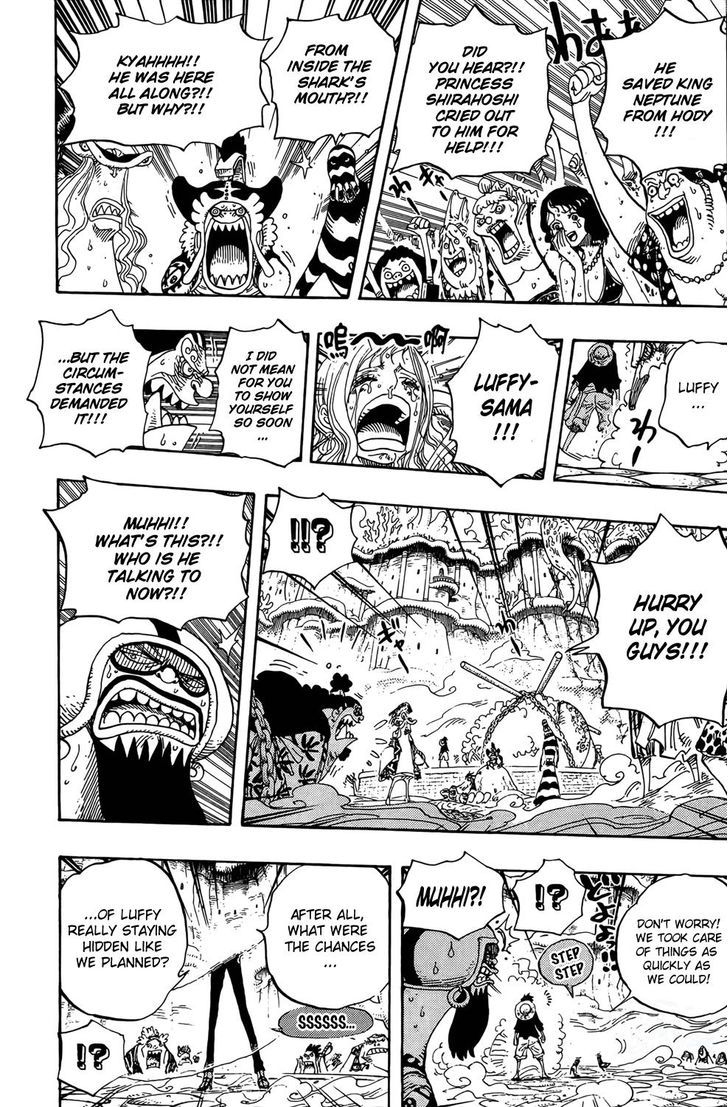 HE
SAVED KING
NEPTUNE
FROM HODY
!!!
DID
YOU HEAR?!!
PRINCESS
SHIRAHOSHI
CRIED OUT
TO HIM FOR
HELP!!!
FROM
INSIDE THE
SHARK'S
MOUTH?!!
KYAHHHH!!
HE WAS HERE
ALL ALONG?!!
BUT WHY?!!
LUFFY
...
LUFFY-
SAMA
!!!
嗚~~~啊
I DID
NOT MEAN
FOR YOU
TO SHOW
YOURSELF
SO SOON
...
...BUT THE
CIRCUM-
STANCES
DEMANDED
IT!!!
HURRY
UP, YOU
GUYS!!!
!!?
MUHHI!!
WHAT'S THIS?!!
WHO IS HE
TALKING TO
NOW?!!
DON'T WORRY!
WE TOOK CARE
OF THINGS AS
QUICKLY AS
WE COULD!
!?
STEP
STEP
MUHHI?!
AFTER ALL,
WHAT WERE
THE CHANCES
...
SSSSSS...
...OF LUFFY
REALLY STAYING
HIDDEN LIKE
WE PLANNED?
!?